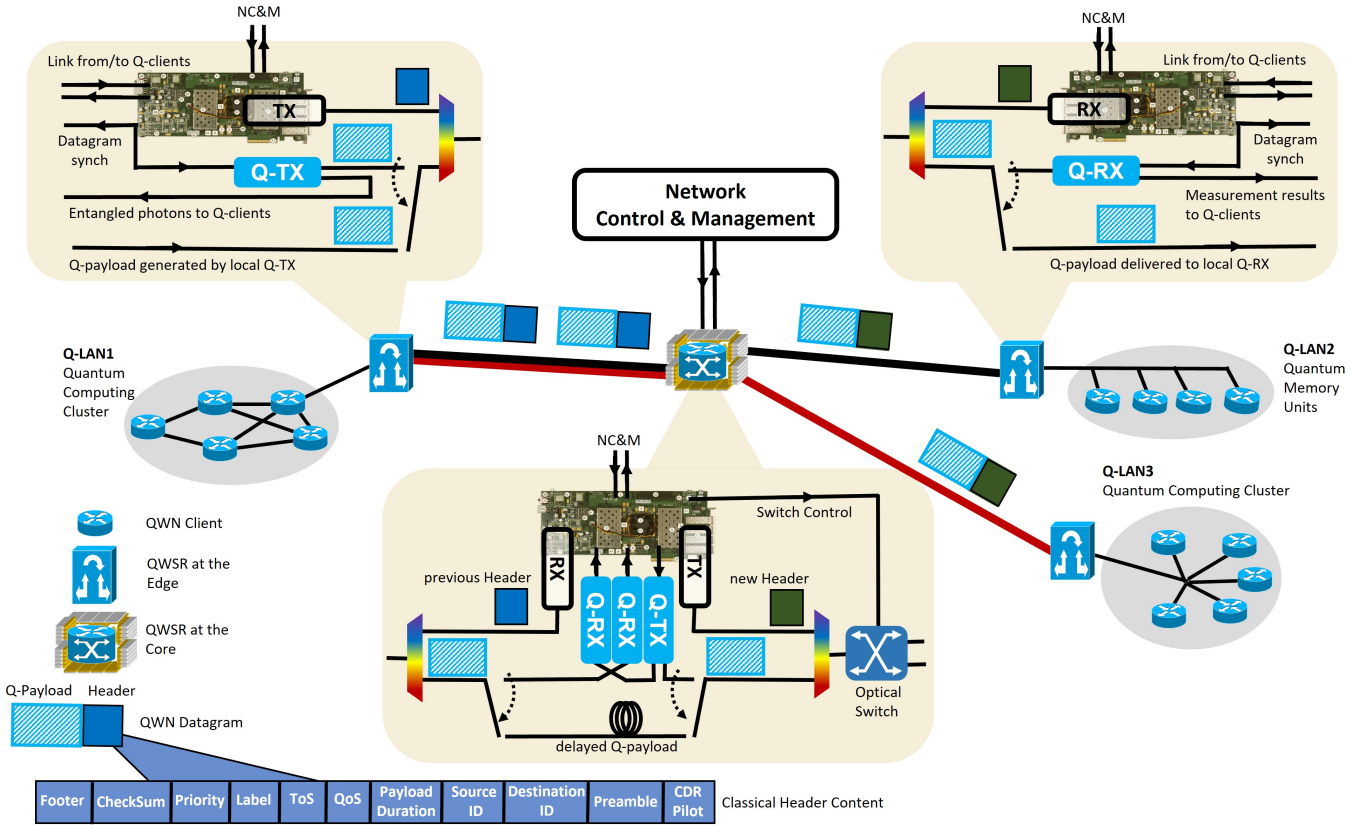 NC&M
Link from/to Q-clients
TX
Datagram
synch
Q-TX
Entangled photons to Q-clients
Q-payload generated by local Q-TX
NC&M
Link from/to Q-clients
RX
Datagram
synch
Q-RX
Measurement results
to Q-clients
Q-payload delivered to local Q-RX
Network
Control & Management
Q-LAN1
Quantum
Computing
Cluster
Q-LAN2
Quantum
Memory
Units
Q-LAN3
Quantum Computing Cluster
NC&M
Switch Control
RX
TX
previous Header
new Header
Q-RX
Q-RX
Q-TX
Optical
Switch
delayed Q-payload
QWN Client
QWSR at the
Edge
QWSR at the
Core
Q-Payload Header
QWN Datagram
Footer
CheckSum
Priority
Label
ToS
QoS
Payload
Duration
Source
ID
Destination
ID
Preamble
CDR
Pilot
Classical Header Content